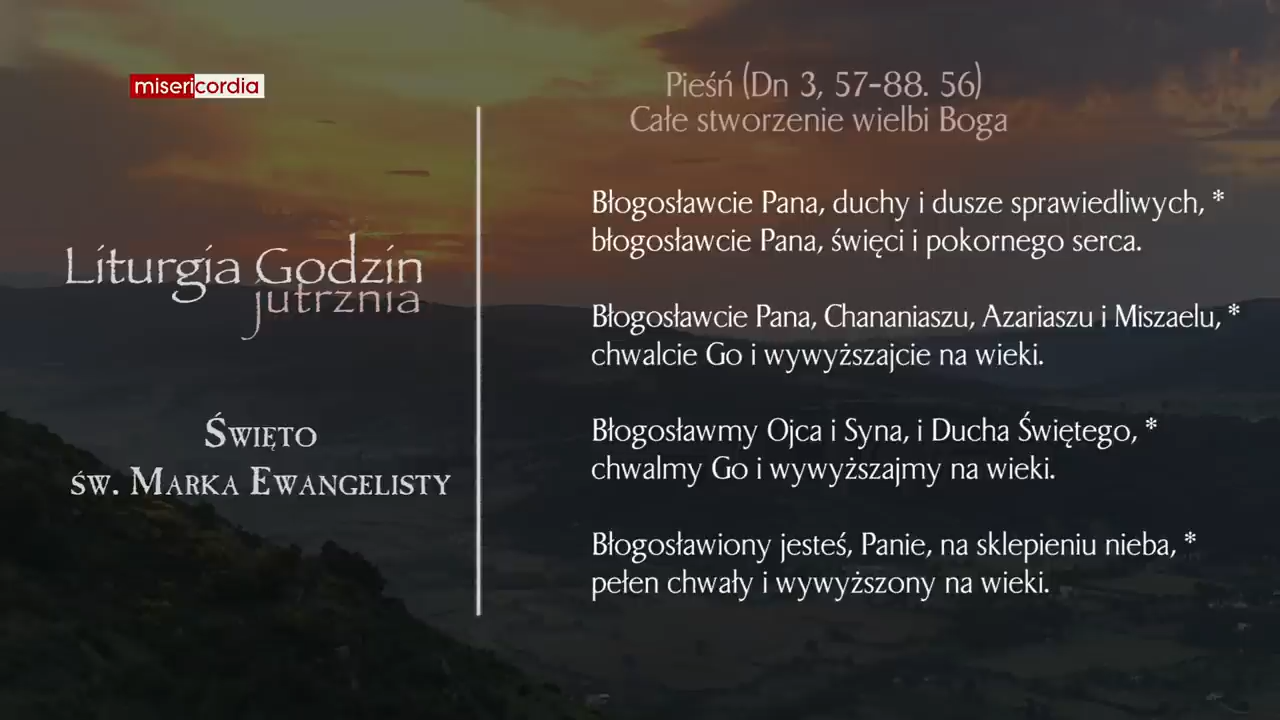 misericordia
Liturgia Godzin
jutrznia
Święto
św. Marka Ewangelisty
Pieśń (Dn 3, 57-88. 56)
Całe stworzenie wielbi Boga
Błogosławcie Pana, duchy i dusze sprawiedliwych, *
błogosławcie Pana, święci i pokornego serca.
Błogosławcie Pana, Chananiaszu, Azariaszu i Miszaelu, *
chwalcie Go i wywyższajcie na wieki.
Błogosławmy Ojca i Syna, i Ducha Świętego, *
chwalmy Go i wywyższajmy na wieki.
Błogosławiony jesteś, Panie, na sklepieniu nieba, *
pełen chwały i wywyższony na wieki.